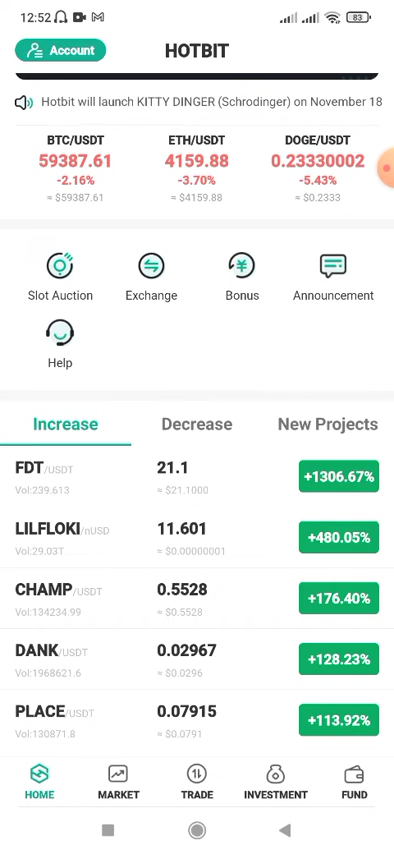 12:52
83
Account
HOTBIT
Hotbit will launch KITTY DINGER (Schrodinger) on November 18
BTC/USDT ETH/USDT DOGE/USDT
59387.61 4159.88 0.23330002
-2.16% -3.70% -5.43%
≈ $59387.61 ≈ $4159.88 ≈ $0.2333
Slot Auction Exchange Bonus Announcement
Help
Increase Decrease New Projects
FDT/USDT 21.1 +1306.67%
Vol:239.613 ≈ $21.1000
LILFLOKI/nUSD 11.601 +480.05%
Vol:29.03T ≈ $0.00000001
CHAMP/USDT 0.5528 +176.40%
Vol:134234.99 ≈ $0.5528
DANK/USDT 0.02967 +128.23%
Vol:1968621.6 ≈ $0.0296
PLACE/USDT 0.07915 +113.92%
Vol:130871.8 ≈ $0.0791
HOME MARKET TRADE INVESTMENT FUND